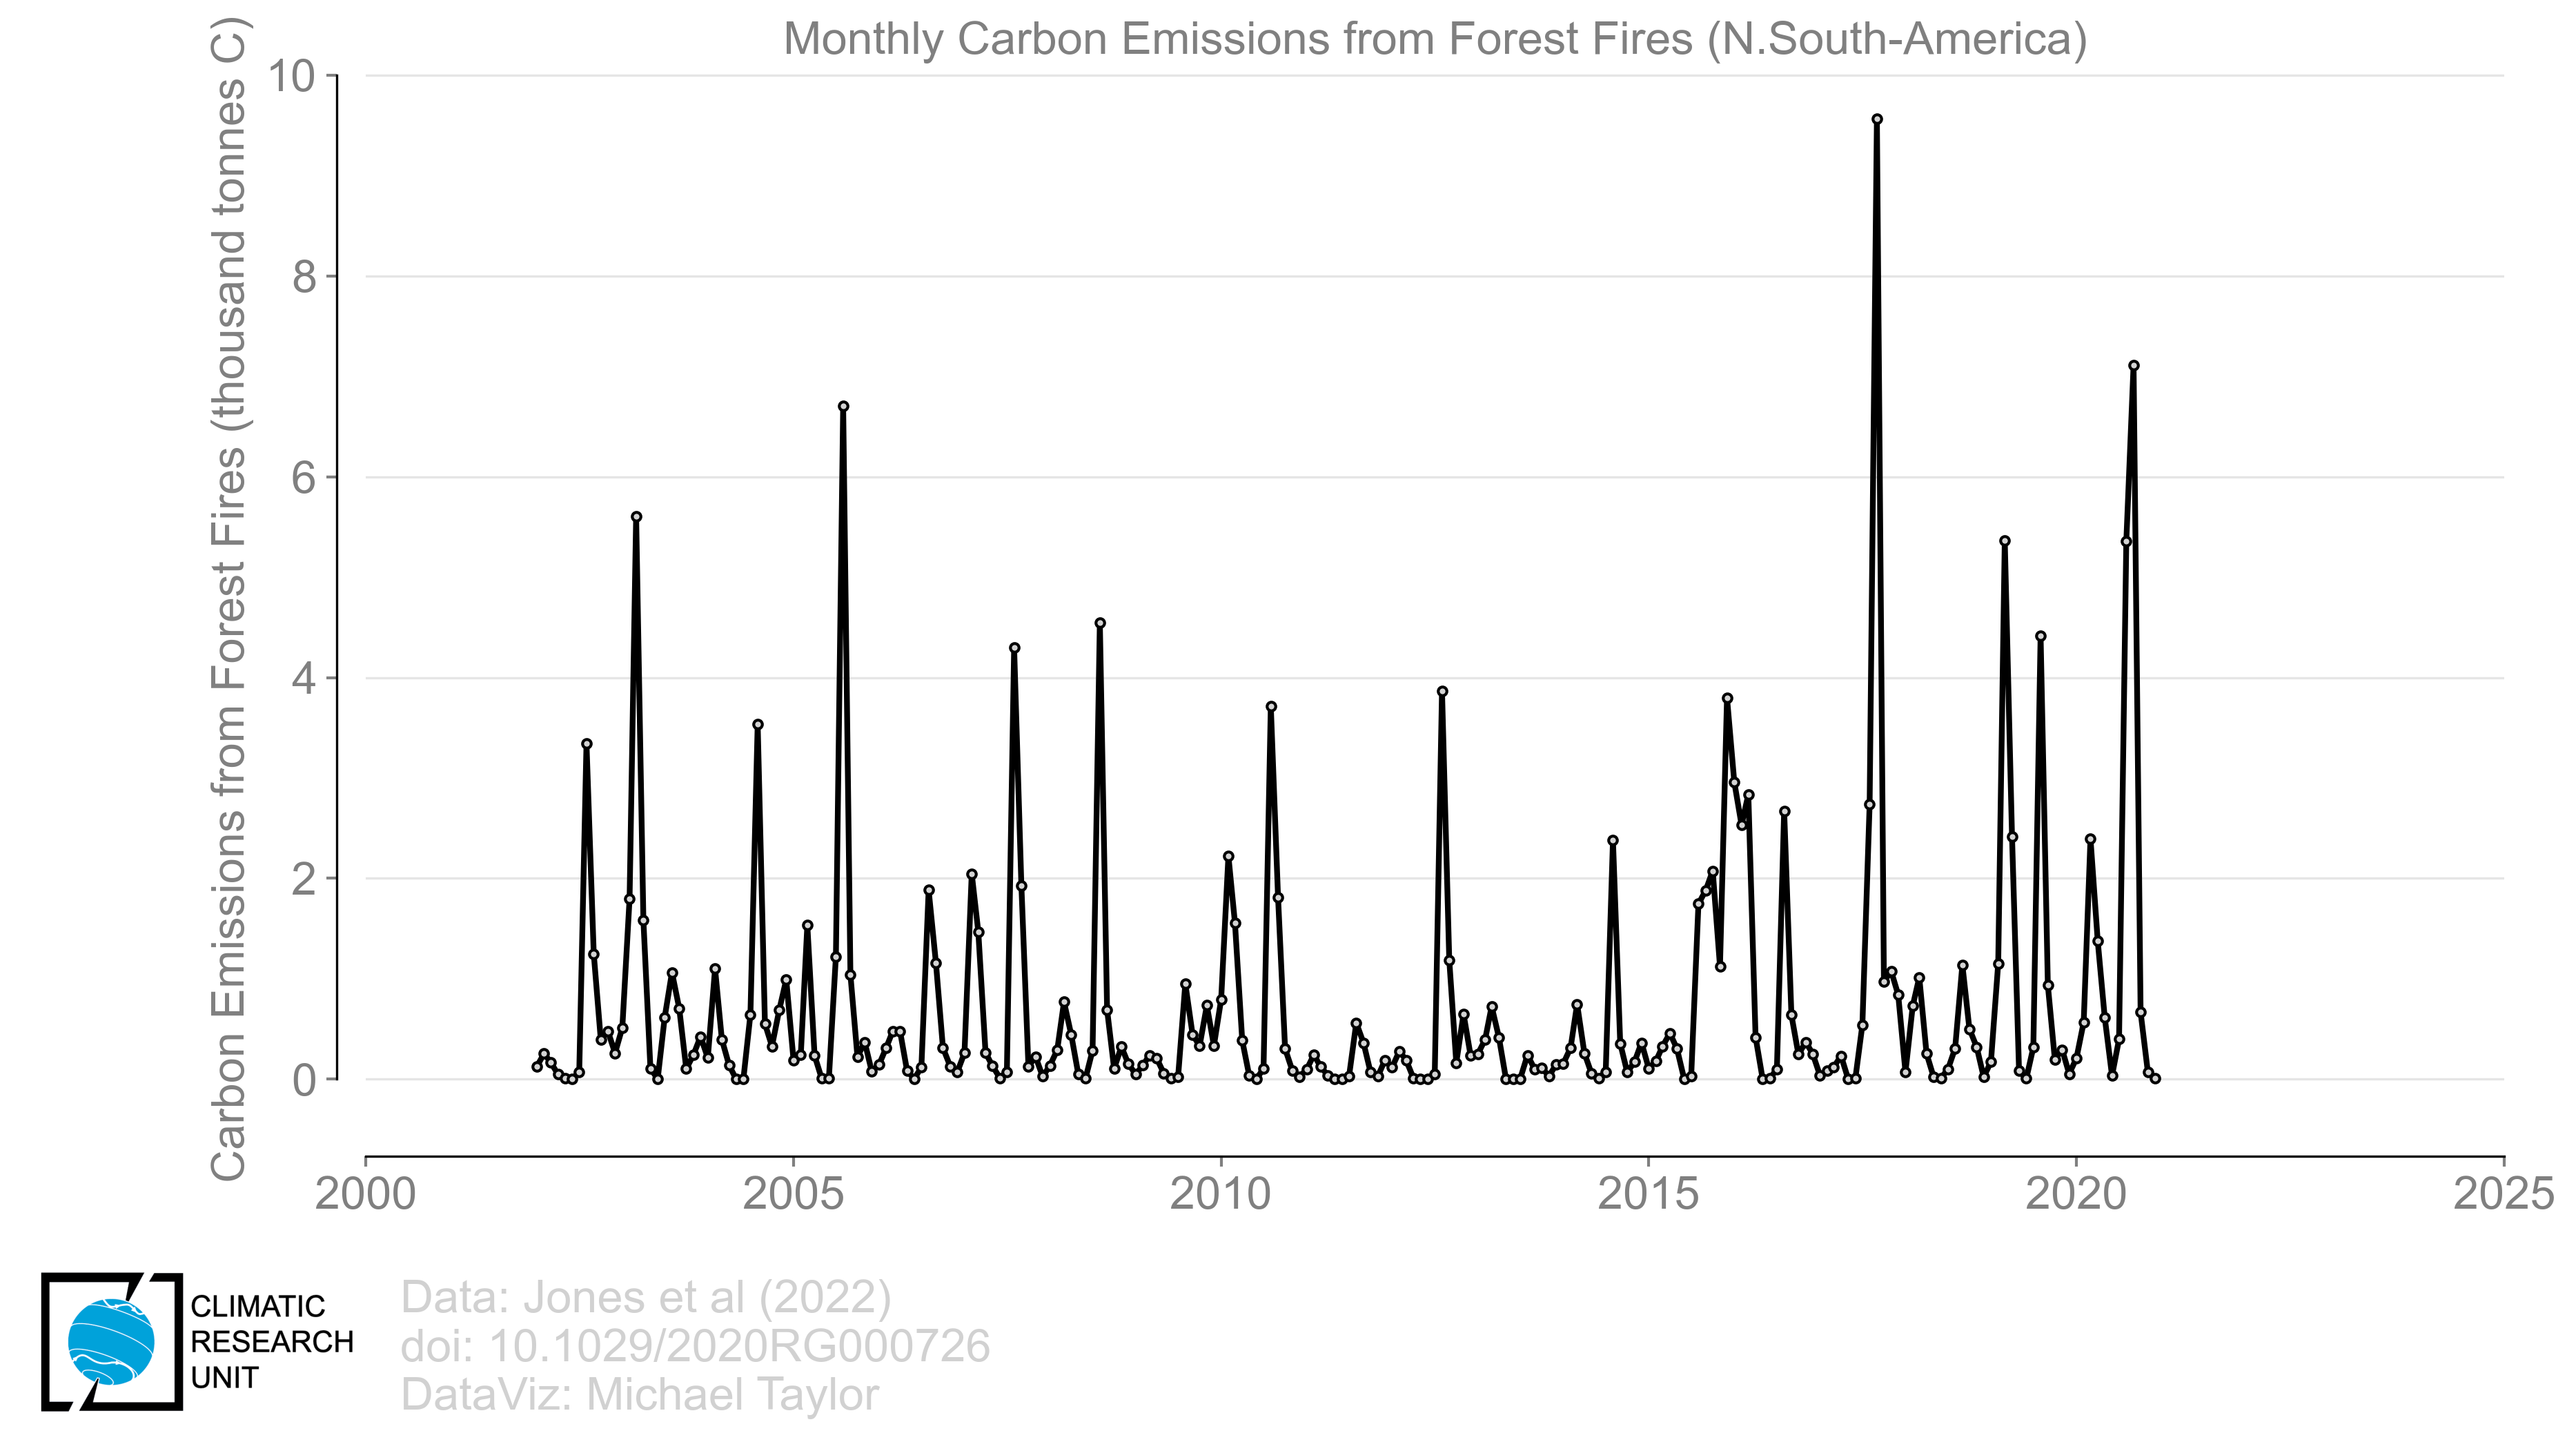 Monthly Carbon Emissions from Forest Fires (N.South-America)
Carbon Emissions from Forest Fires (thousand tonnes C)
10
8
6
4
2
0
2000 2005 2010 2015 2020 2025
CLIMATIC
RESEARCH
UNIT
Data: Jones et al (2022)
doi: 10.1029/2020RG000726
DataViz: Michael Taylor